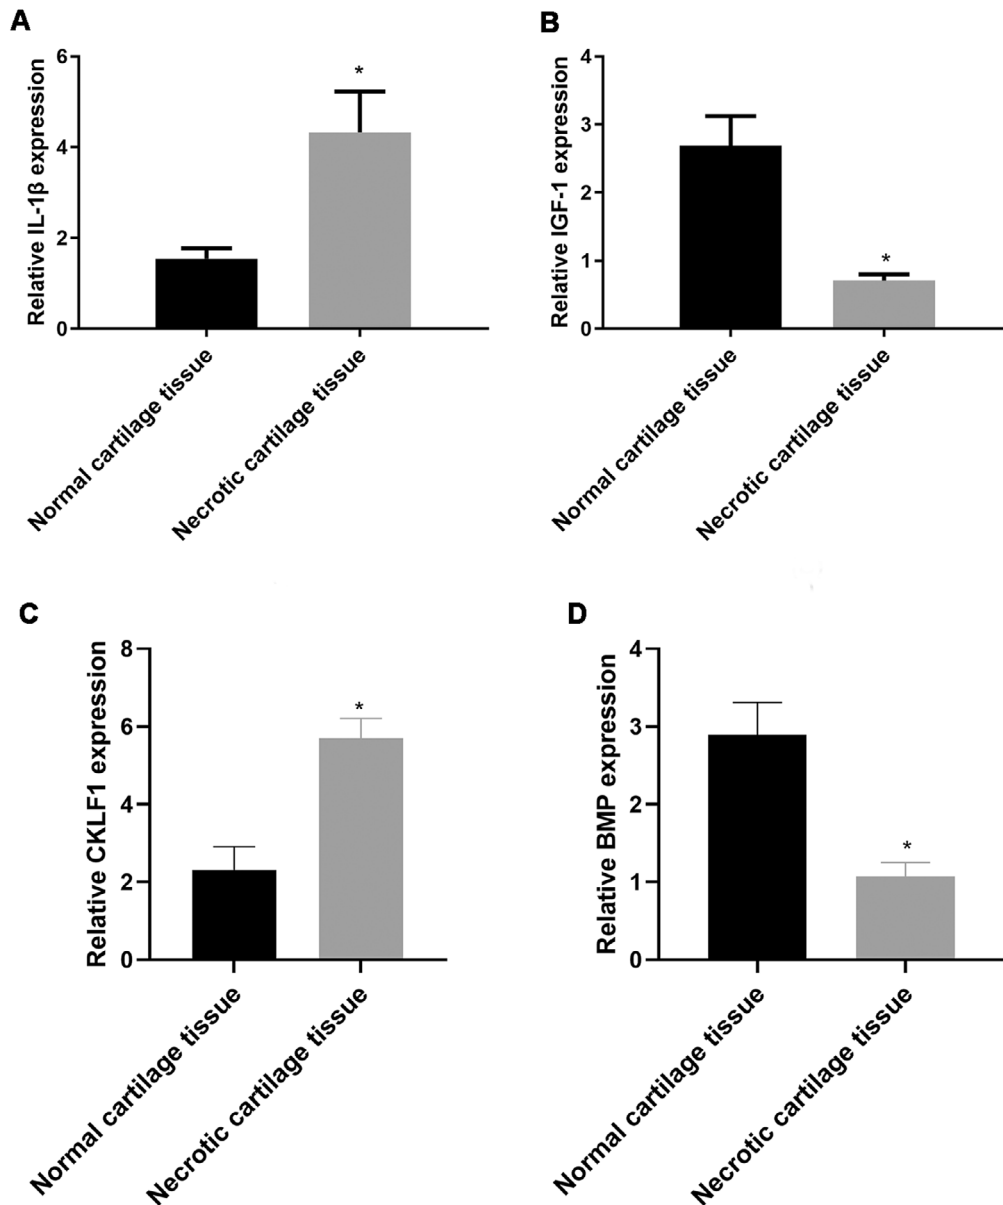 A
Relative IL-1β expression
6
4
2
0
*
Normal cartilage tissue
Necrotic cartilage tissue
B
Relative IGF-1 expression
4
3
2
1
0
*
Normal cartilage tissue
Necrotic cartilage tissue
C
Relative CKLF1 expression
8
6
4
2
0
*
Normal cartilage tissue
Necrotic cartilage tissue
D
Relative BMP expression
4
3
2
1
0
*
Normal cartilage tissue
Necrotic cartilage tissue